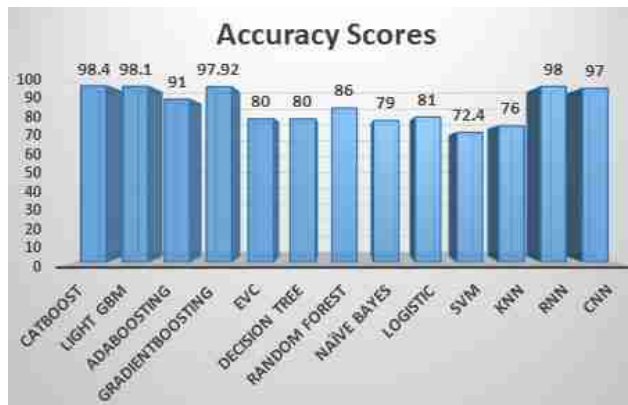 Accuracy Scores
98.4
98.1
91
97.92
80
80
86
79
81
72.4
76
98
97
100
90
80
70
60
50
40
30
20
10
0
CATBOOST
LIGHT GBM
ADABOOSTING
GRADIENTBOOSTING
EVC
DECISION TREE
RANDOM FOREST
NAÏVE BAYES
LOGISTIC
SVM
KNN
RNN
CNN